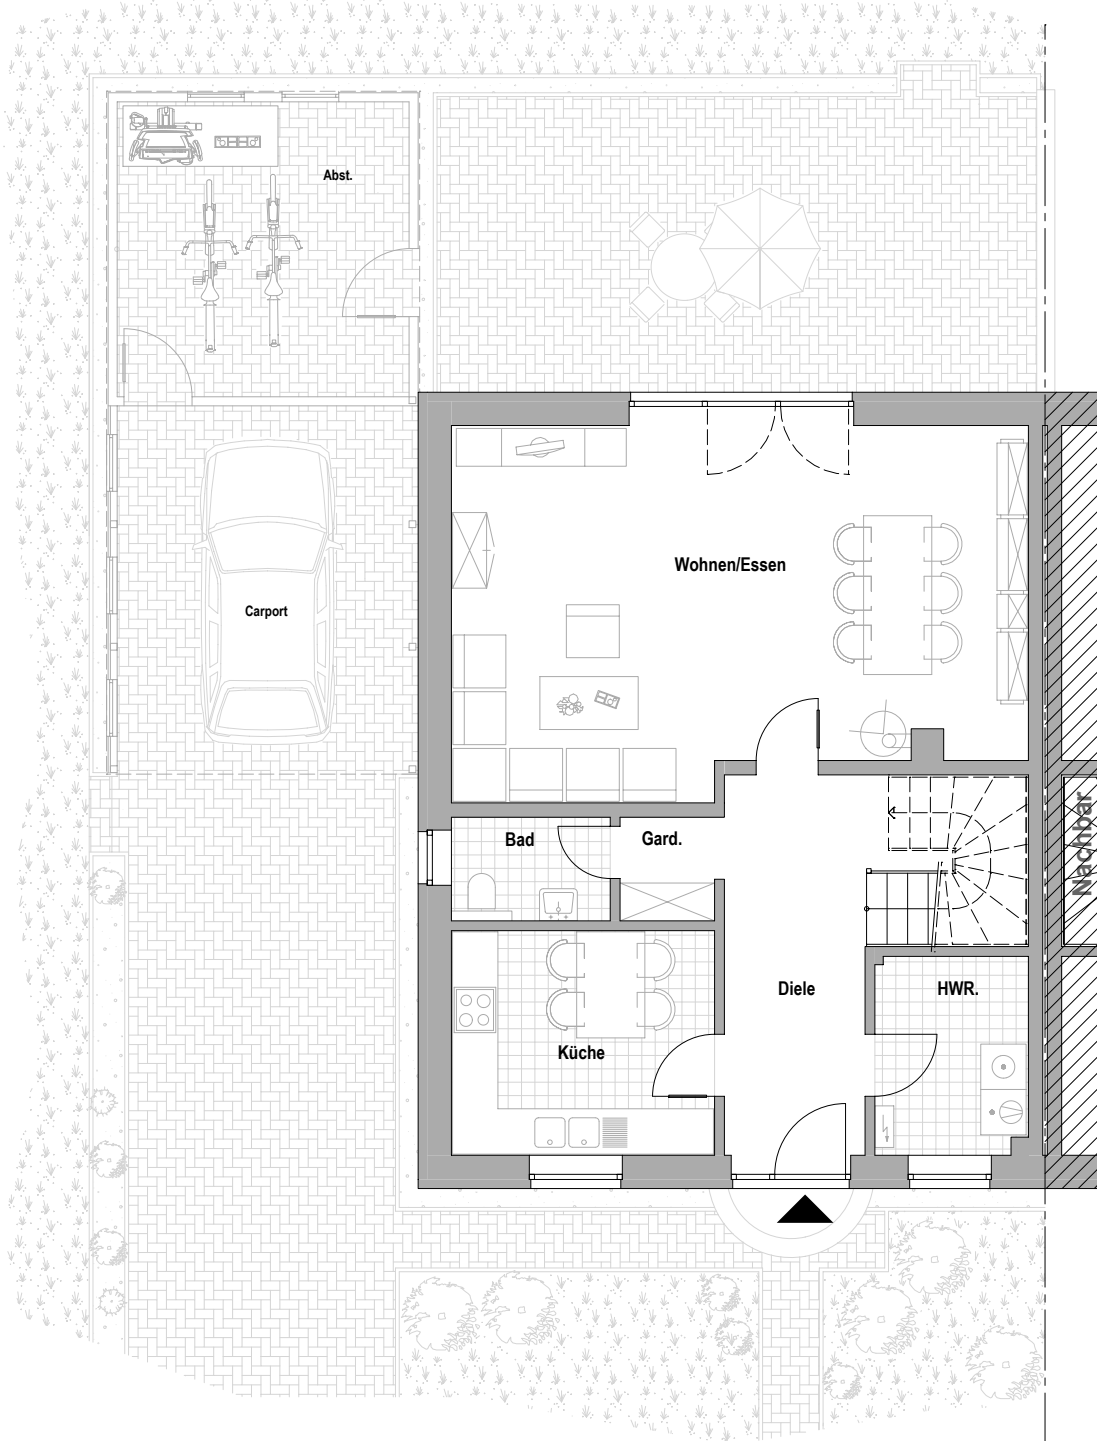 Abst.
Wohnen/Essen
Carport
Bad
Gard.
Nachbar
Diele
HWR.
Küche